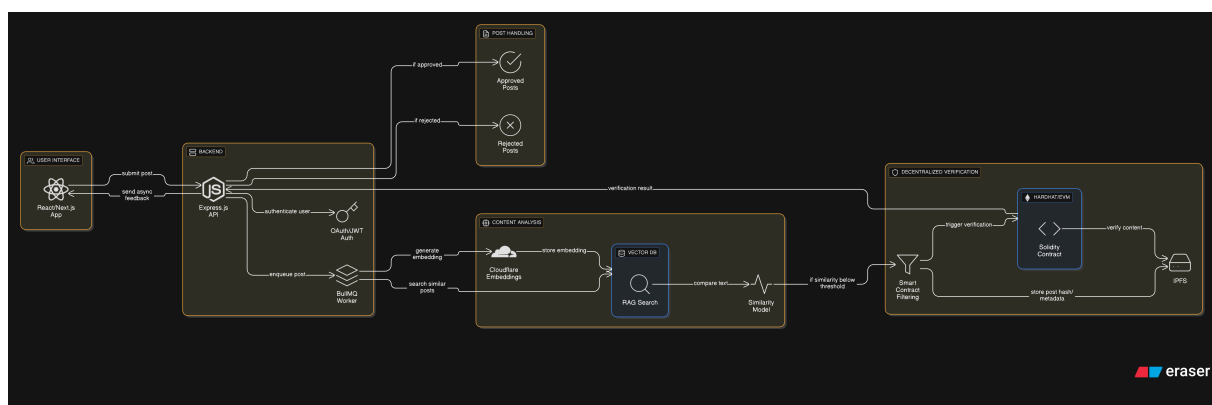 POST HANDLING
if approved
Approved
Posts
if rejected
Rejected
Posts
USER INTERFACE
React/Next.js
App
submit post
send async
feedback
BACKEND
Express.js
API
authenticate user
OAuth/JWT
Auth
enqueue post
BullMQ
Worker
verification result
generate
embedding
search similar
posts
CONTENT ANALYSIS
Cloudflare
Embeddings
store embedding
VECTOR DB
RAG Search
compare text
Similarity
Model
if similarity below
threshold
DECENTRALIZED VERIFICATION
Smart
Contract
Filtering
trigger verification
HARDHAT/EVM
Solidity
Contract
verify content
store post hash/
metadata
IPFS
eraser